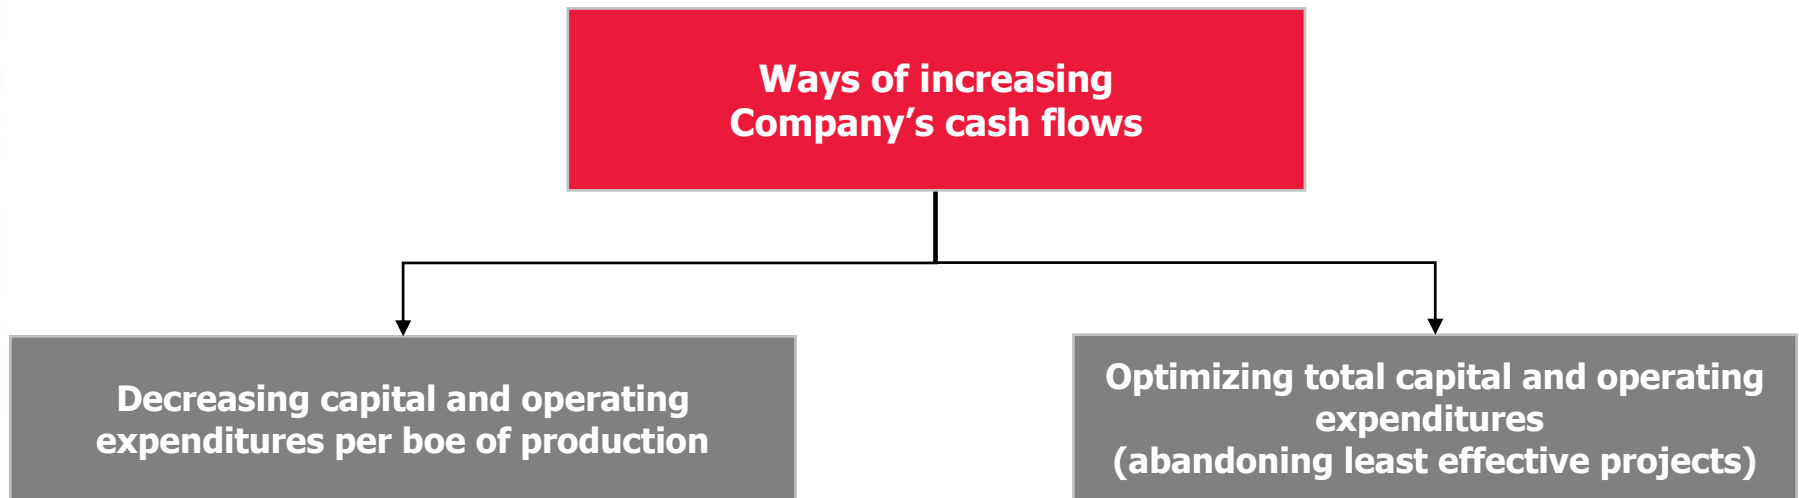 Ways of increasing
Company’s cash flows
Decreasing capital and operating
expenditures per boe of production
Optimizing total capital and operating
expenditures
(abandoning least effective projects)